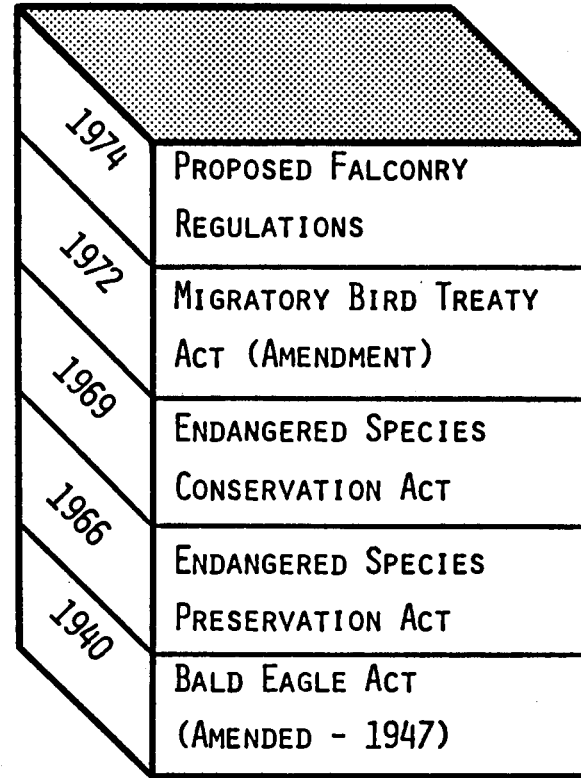 1974
PROPOSED FALCONRY
REGULATIONS
1972
MIGRATORY BIRD TREATY
ACT (AMENDMENT)
1969
ENDANGERED SPECIES
CONSERVATION ACT
1966
ENDANGERED SPECIES
PRESERVATION ACT
1940
BALD EAGLE ACT
(AMENDED - 1947)